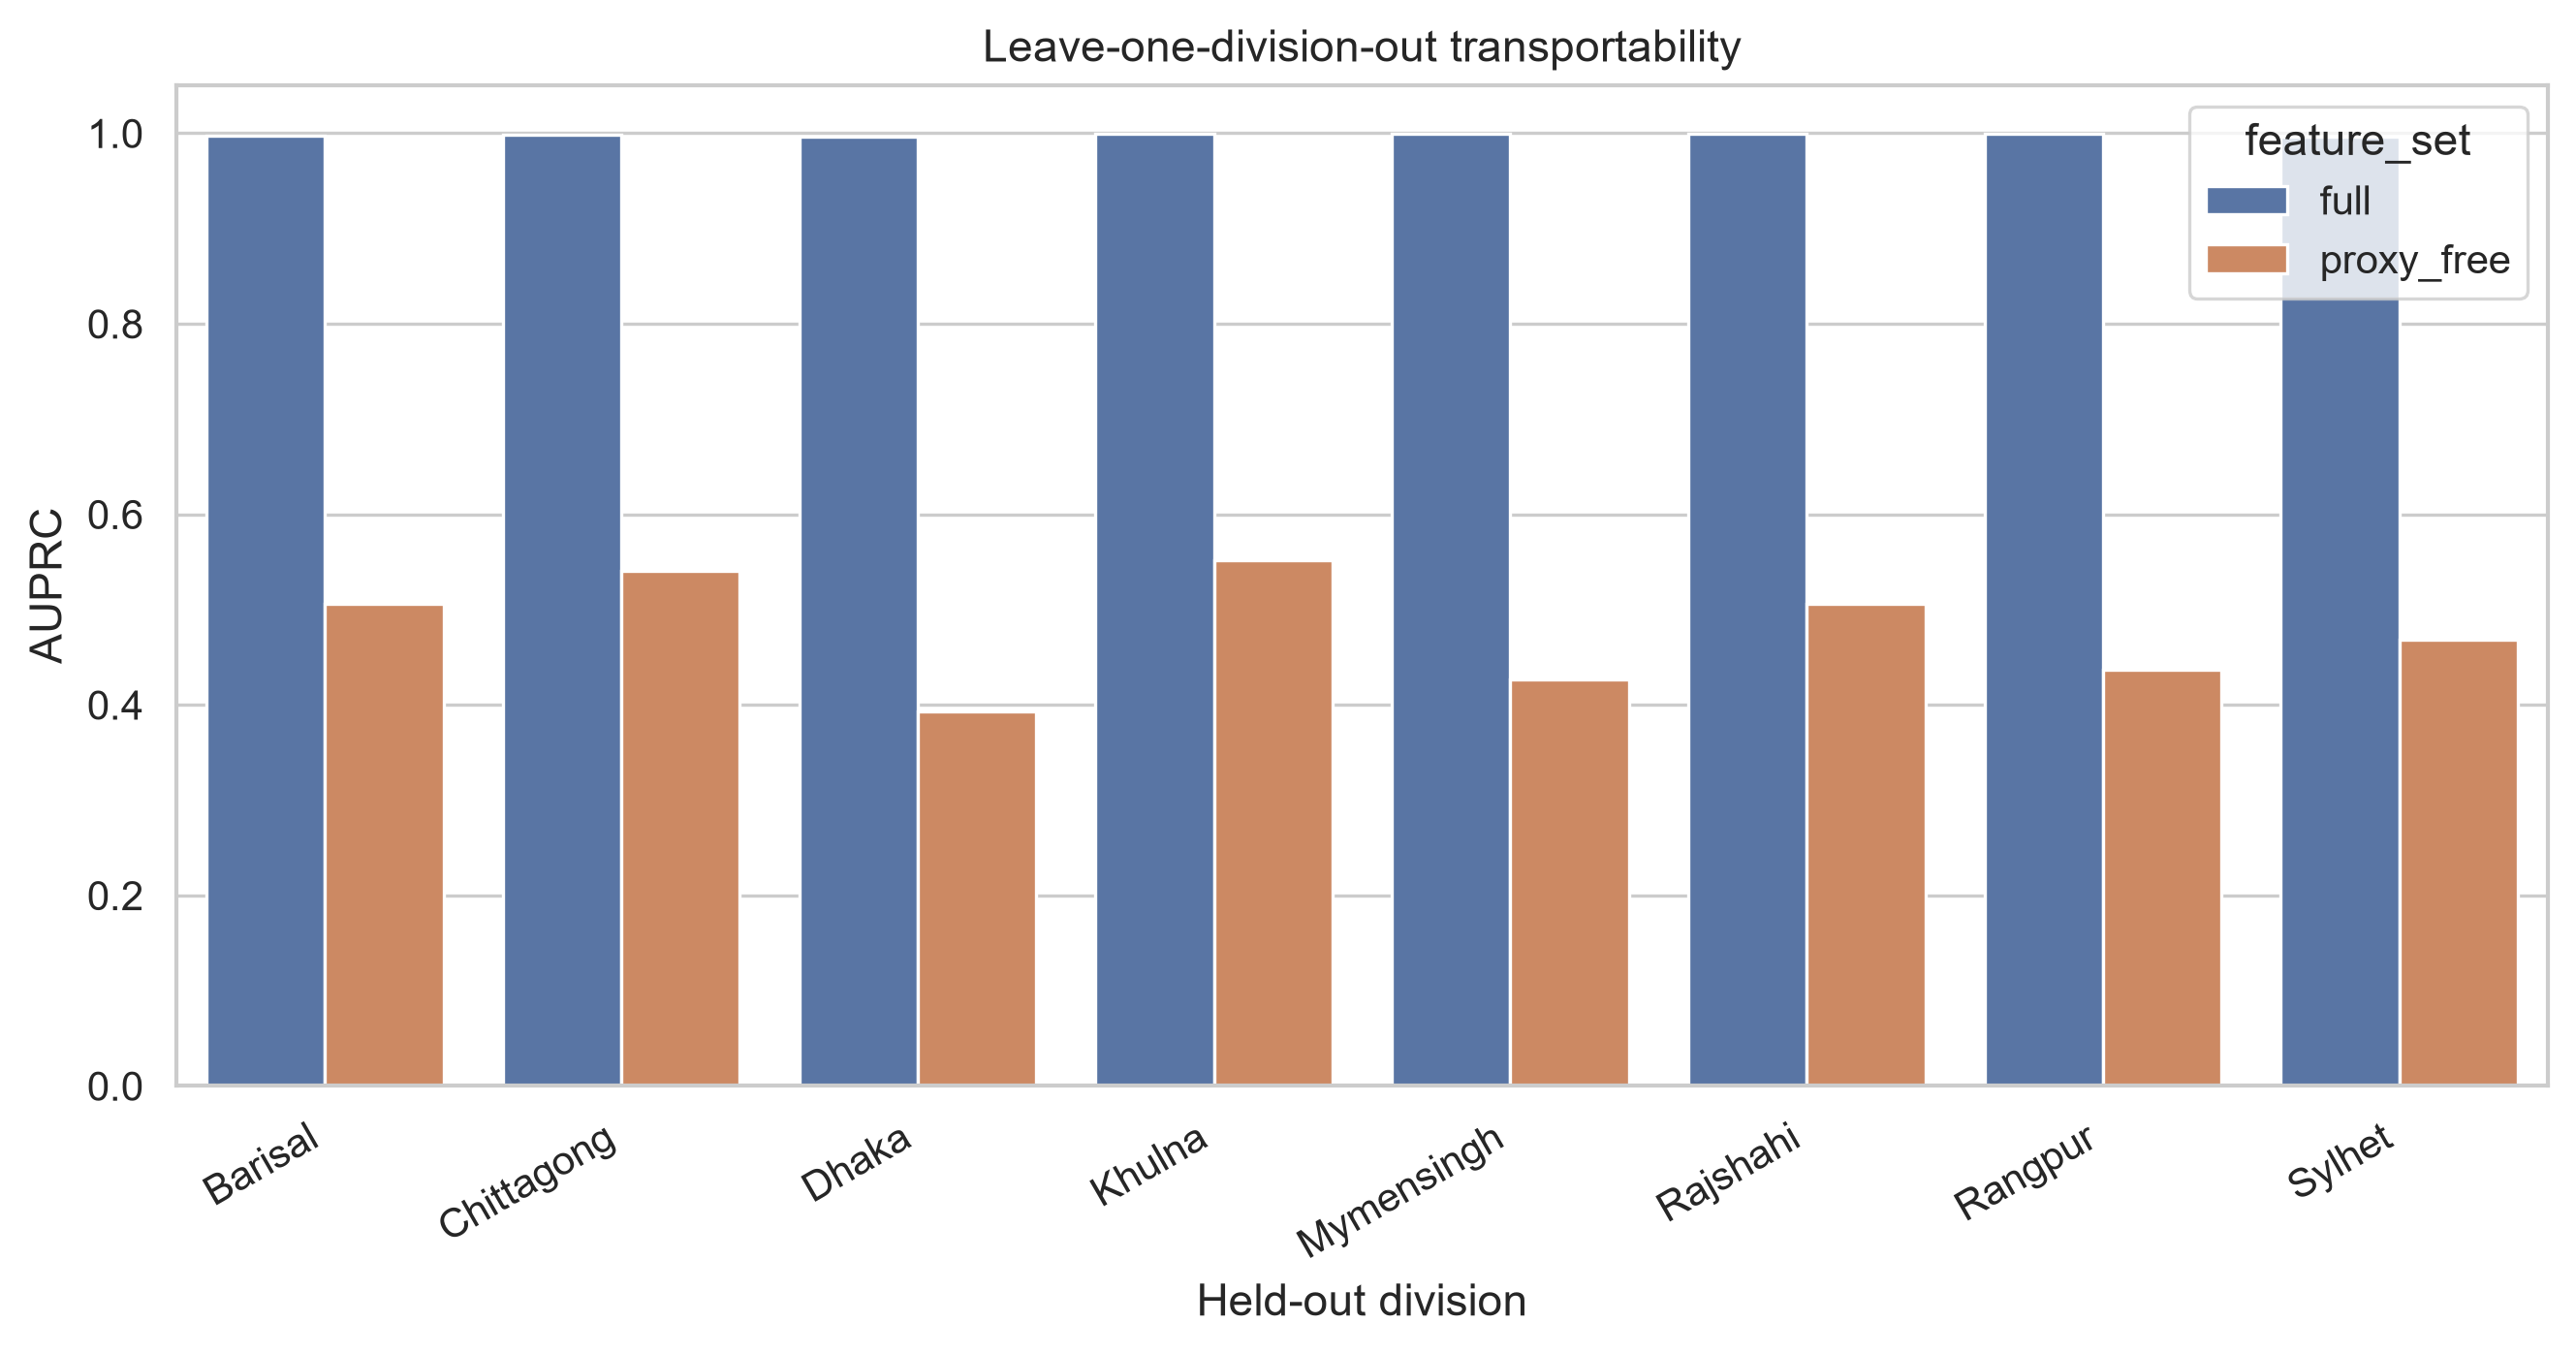 Leave-one-division-out transportability
feature_set
full
proxy_free
AUPRC
1.0
0.8
0.6
0.4
0.2
0.0
Barisal
Chittagong
Dhaka
Khulna
Mymensingh
Rajshahi
Rangpur
Sylhet
Held-out division